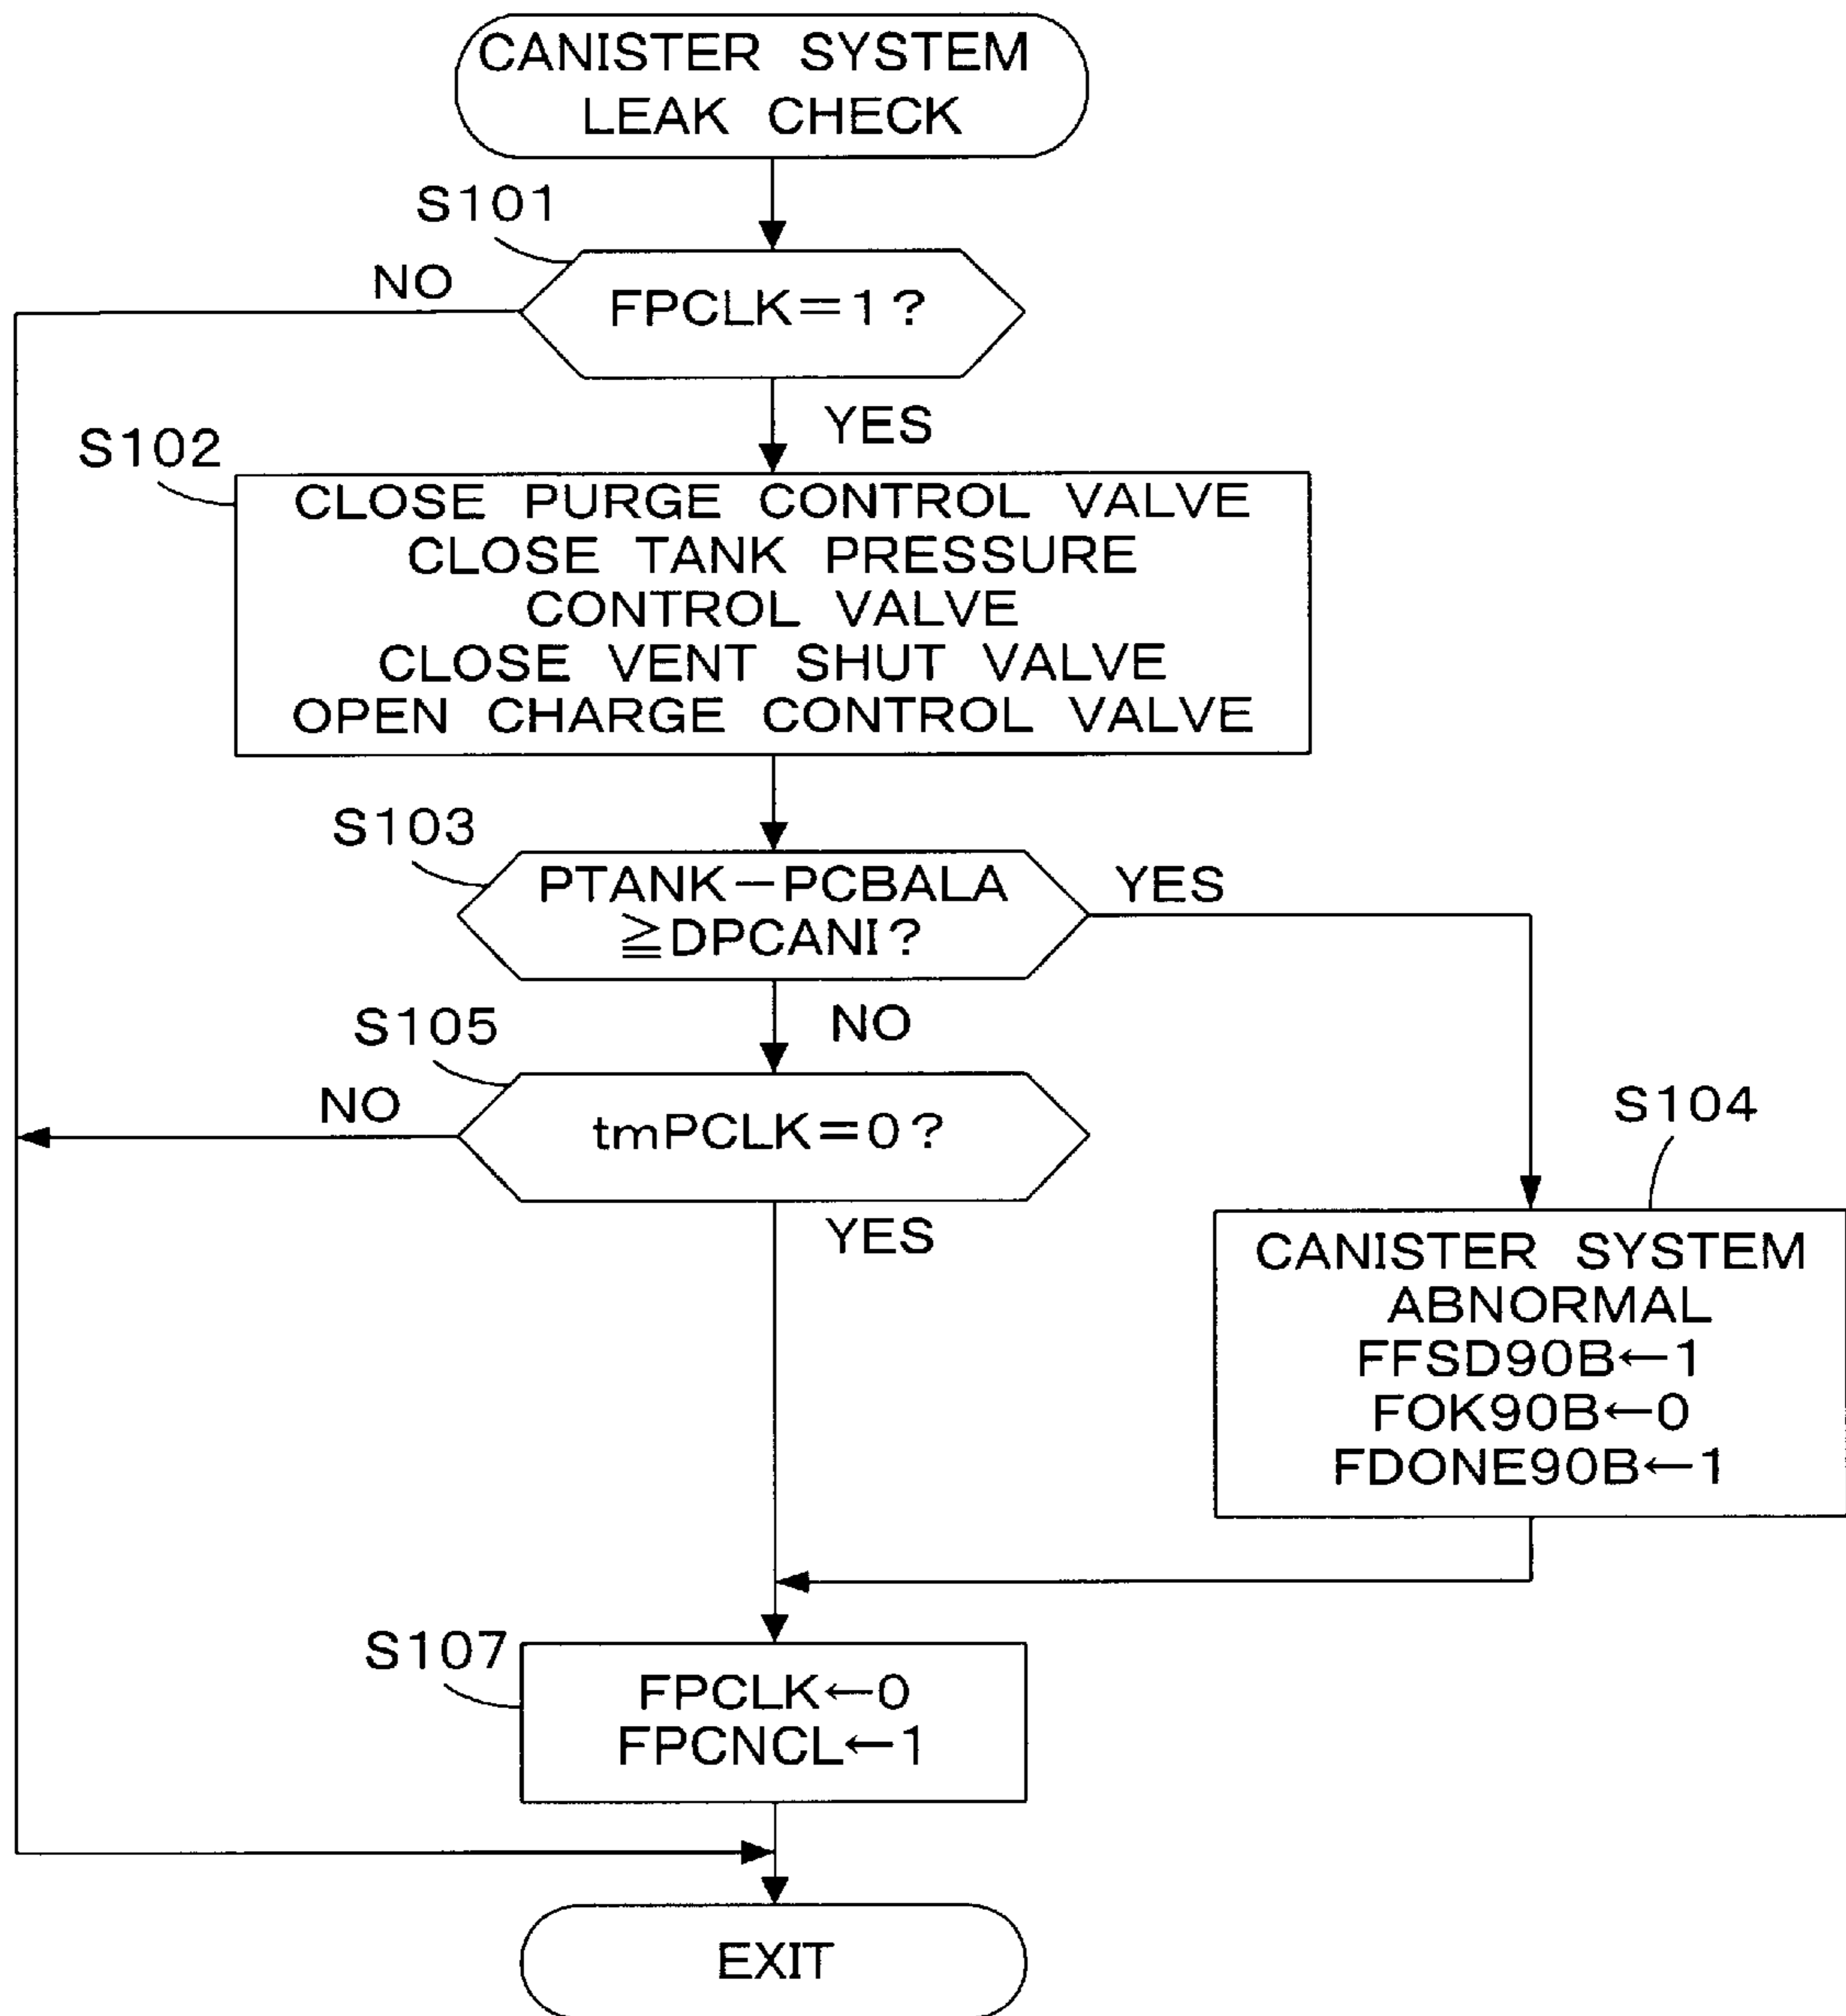 CANISTER SYSTEM
LEAK CHECK
S101
NO
FPCLK=1?
YES
S102
CLOSE PURGE CONTROL VALVE
CLOSE TANK PRESSURE
CONTROL VALVE
CLOSE VENT SHUT VALVE
OPEN CHARGE CONTROL VALVE
S103
PTANK−PCBALA
≧DPCANI?
YES
NO
S105
NO
tmPCLK=0?
YES
S104
CANISTER SYSTEM
ABNORMAL
FFSD90B←1
FOK90B←0
FDONE90B←1
S107
FPCLK←0
FPCNCL←1
EXIT